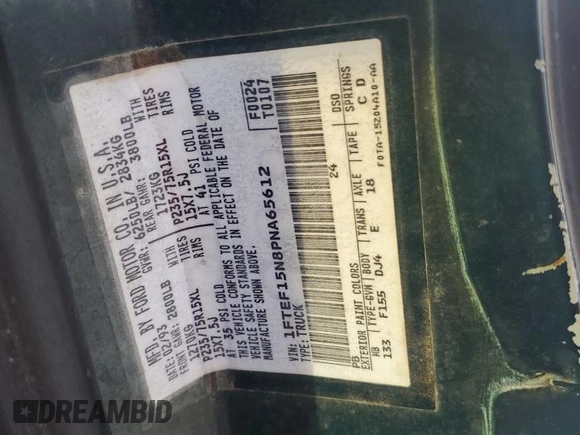 MFD. BY FORD MOTOR CO. IN U.S.A.
02/93 GVWR: 6250LB/ 2834KG
FRONT GAWR: 2800LB REAR GAWR: 3800LB
1270KG WITH 1723KG WITH
P235/75R15XL TIRES P235/75R15XL TIRES
15X7.5J RIMS 15X7.5J RIMS
AT 35 PSI COLD AT 41 PSI COLD
THIS VEHICLE CONFORMS TO ALL APPLICABLE FEDERAL MOTOR
VEHICLE SAFETY STANDARDS IN EFFECT ON THE DATE OF
MANUFACTURE SHOWN ABOVE.
F0024
T0107
VIN: 1FTEF15N8PNA65612
TYPE: TRUCK
24
PB DSO
EXTERIOR PAINT COLORS
WB TYPE-GVW BODY TRANS AXLE TAPE SPRINGS
133 F155 DJ4 E 18 C D
F0TA-15204A10-AA
DREAMBID